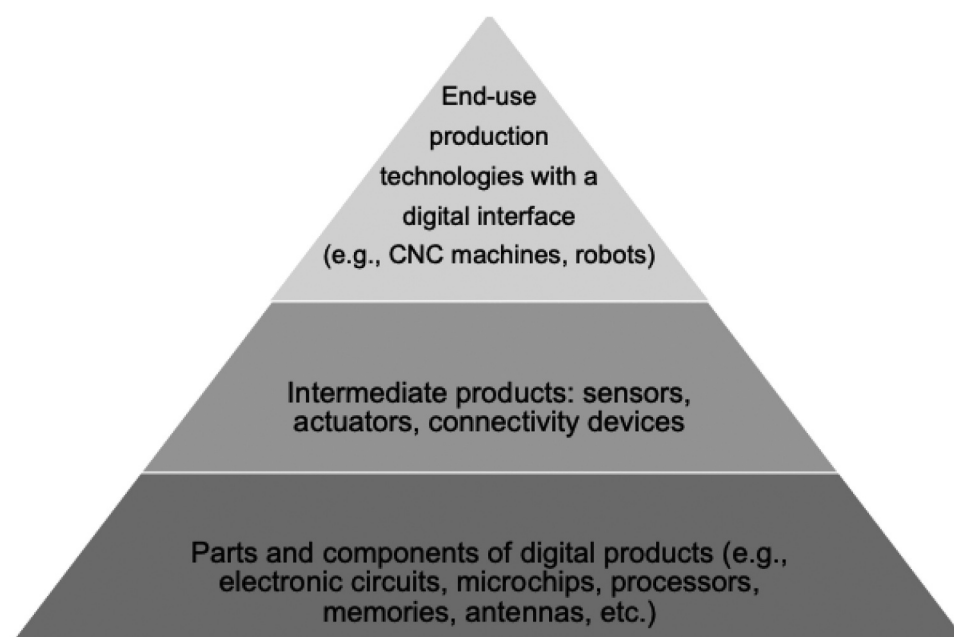 End-use
production
technologies with a
digital interface
(e.g., CNC machines, robots)
Intermediate products: sensors,
actuators, connectivity devices
Parts and components of digital products (e.g.,
electronic circuits, microchips, processors,
memories, antennas, etc.)